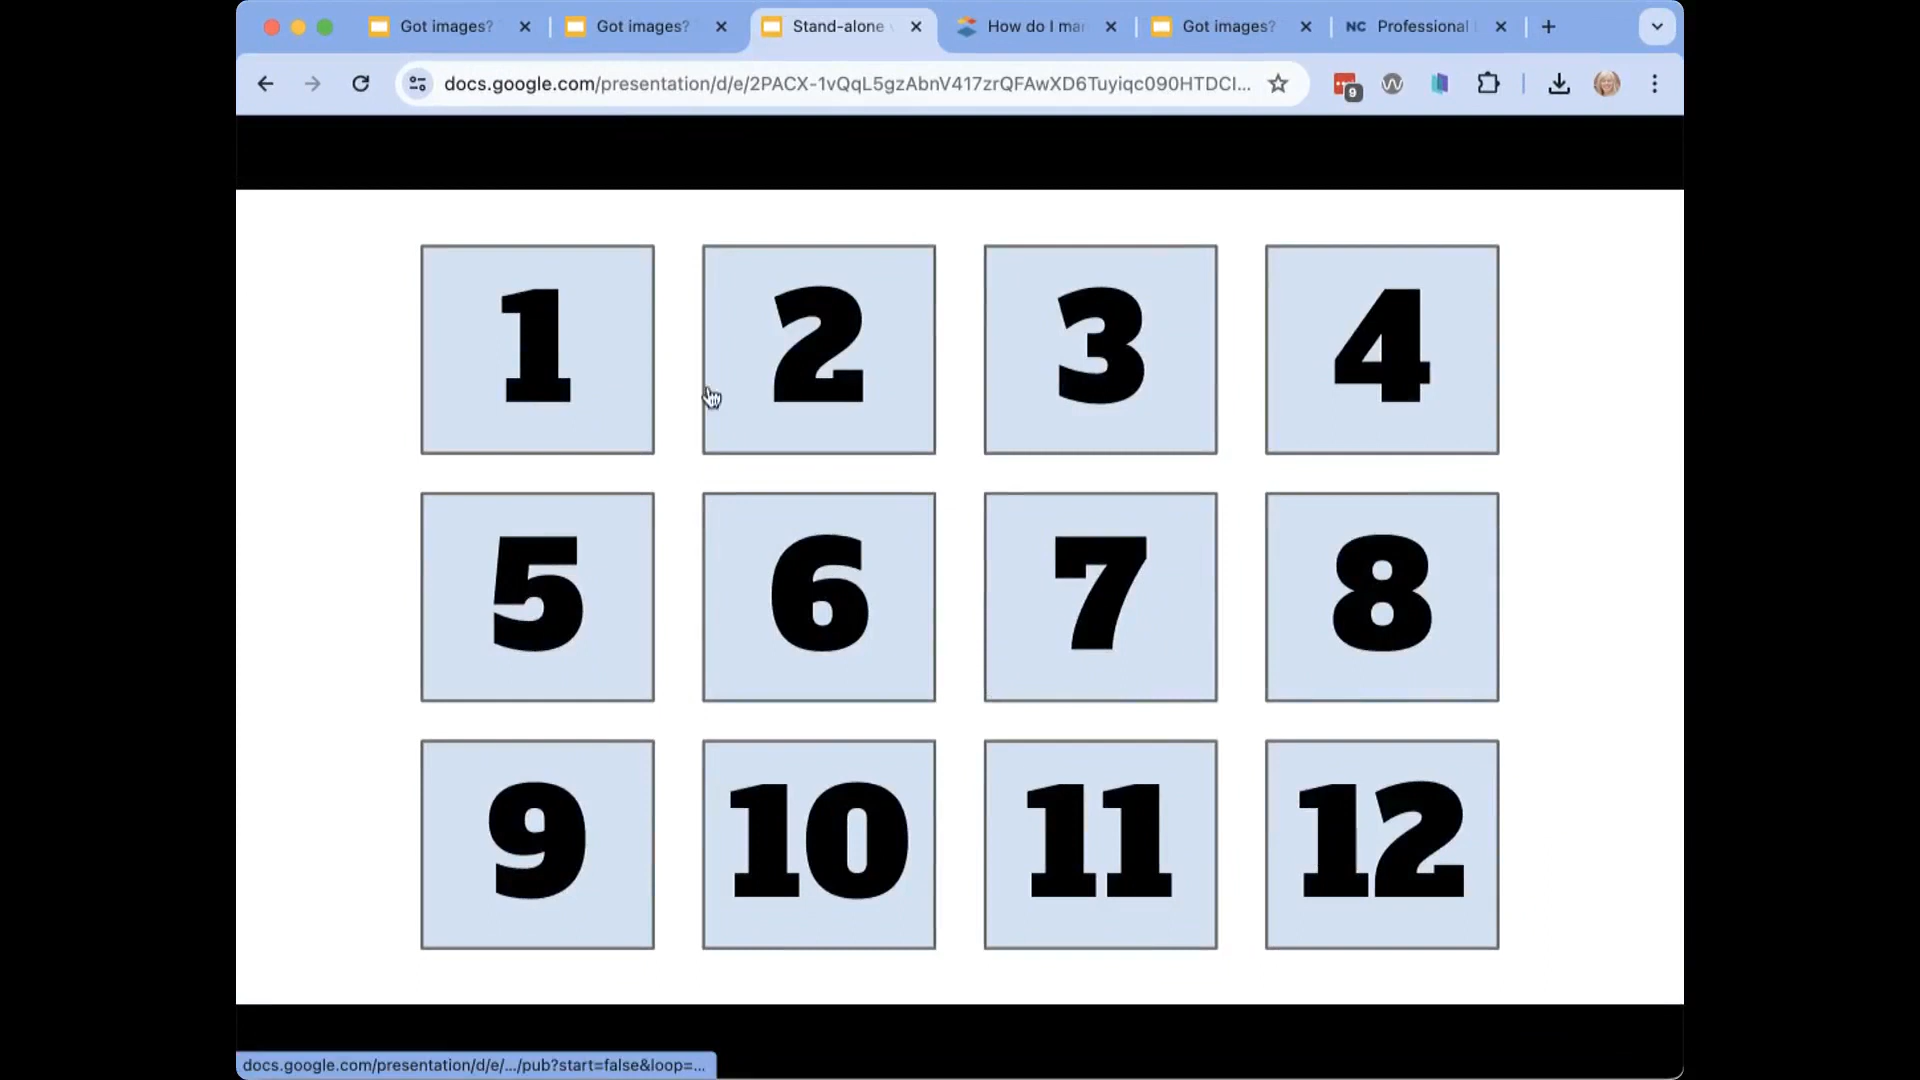 Got images?
Got images?
Stand-alone
How do I mar
Got images?
NC Professional
docs.google.com/presentation/d/e/2PACX-1vQqL5gzAbnV417zrQFAwXD6Tuyiqc090HTDCI...
9
1 2 3 4
5 6 7 8
9 10 11 12
docs.google.com/presentation/d/e/.../pub?start=false&loop=...